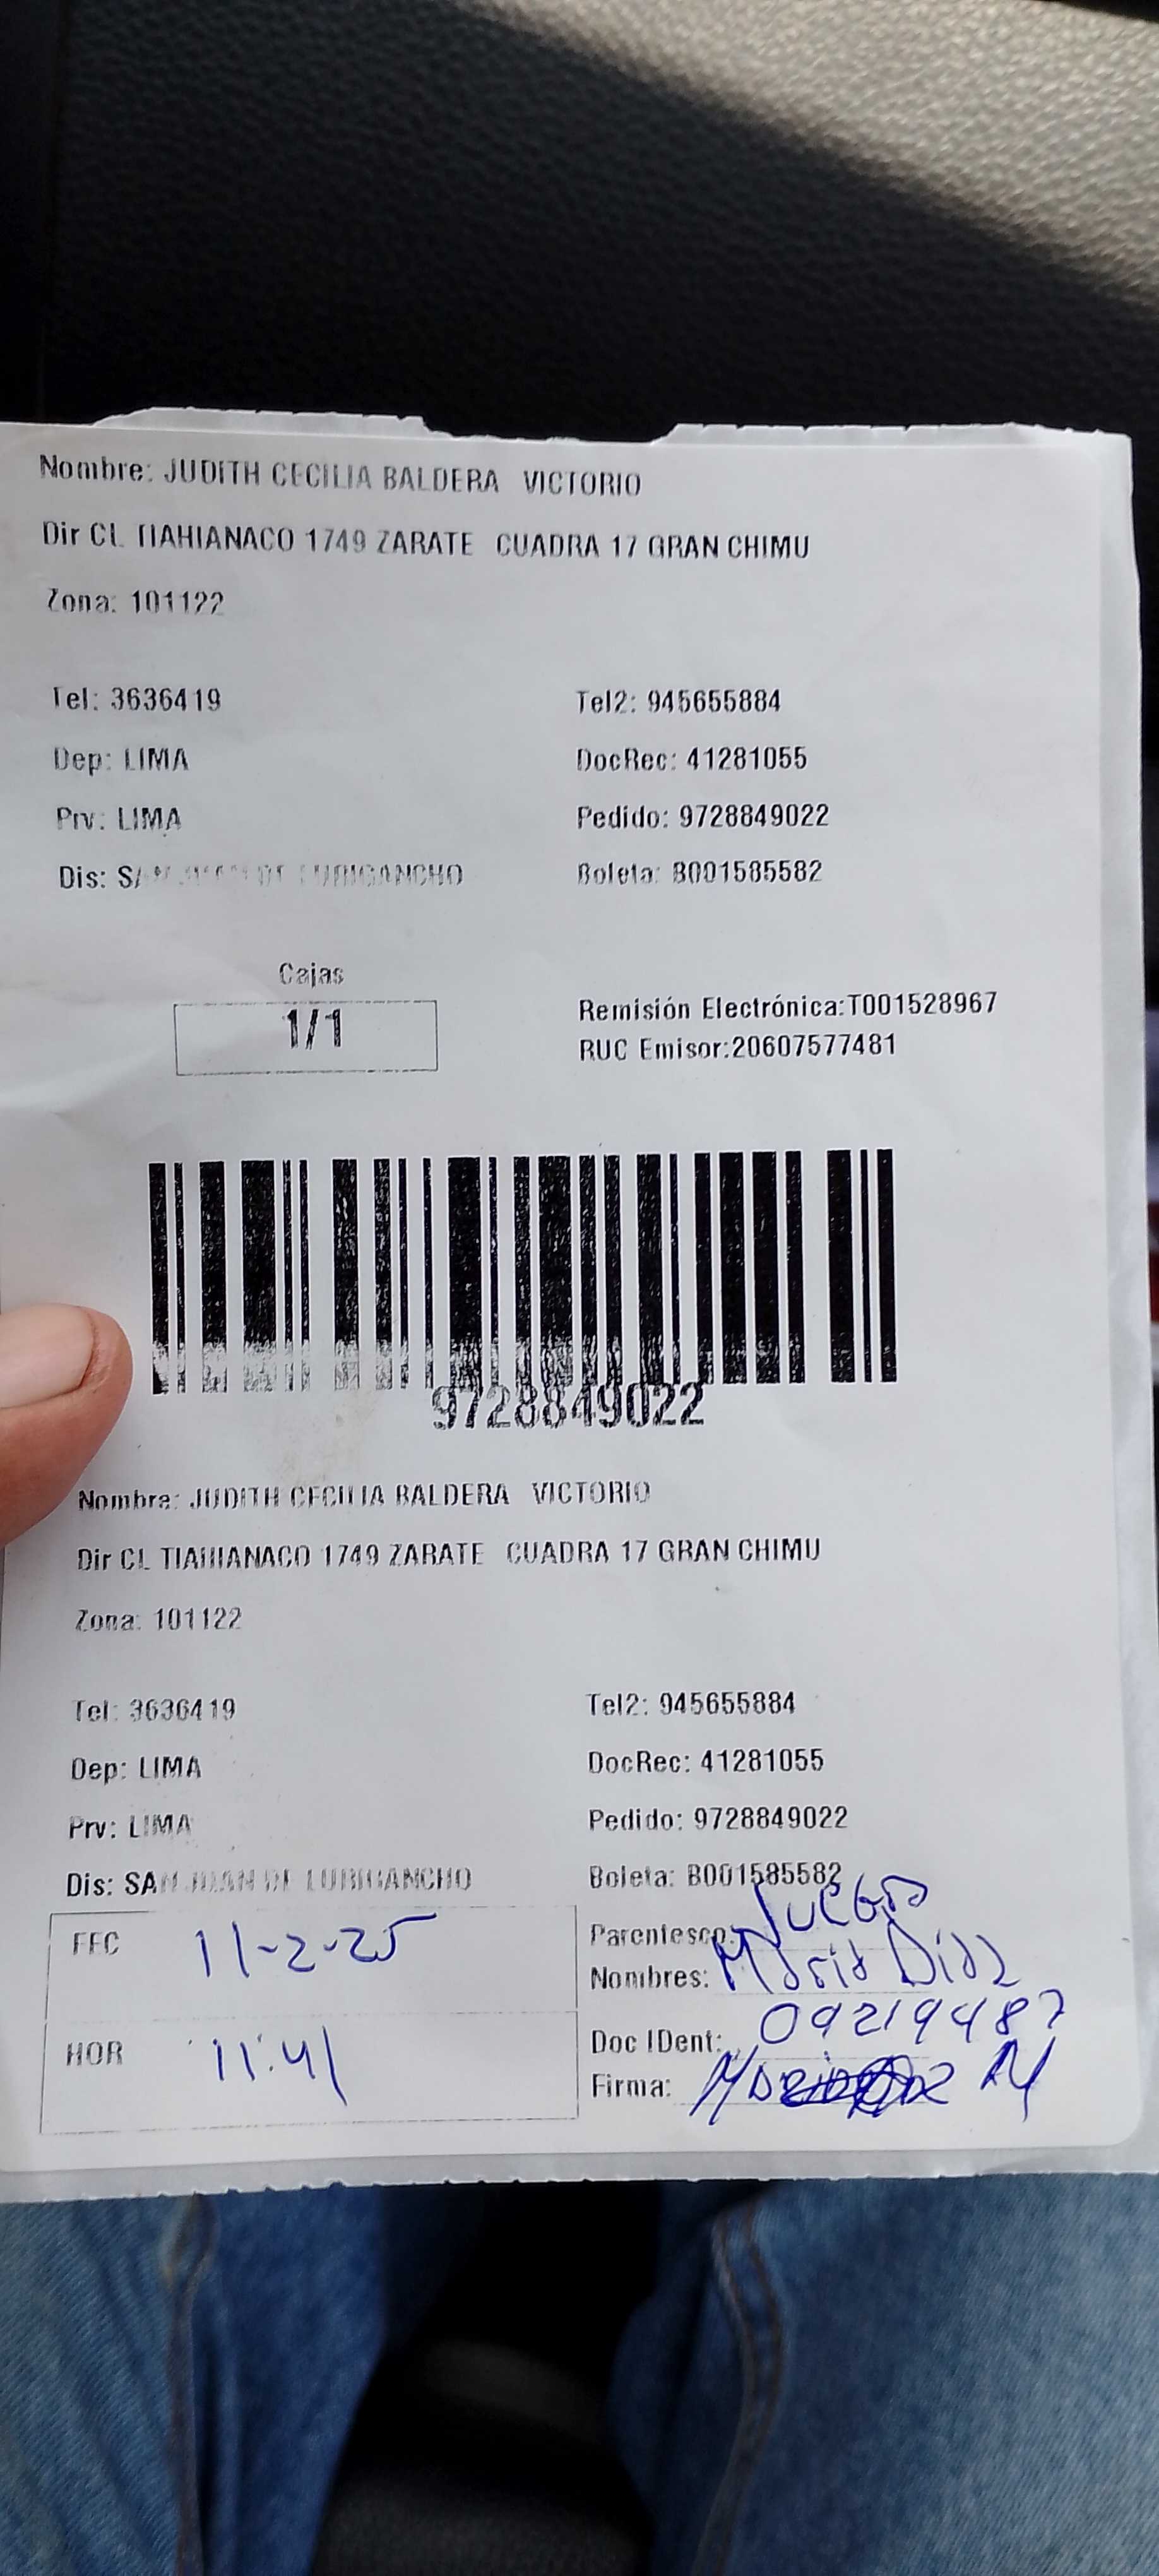 Nombre: JUDITH CECILIA BALDERA VICTORIO
Dir CL TIAHIANACO 1749 ZARATE CUADRA 17 GRAN CHIMU
Zona: 101122
Tel: 3636419 Tel2: 945655884
Dep: LIMA DocRec: 41281055
Prv: LIMA Pedido: 9728849022
Dis: SAN JUAN DE LURIGANCHO Boleta: B001585582
Cajas
1/1
Remisión Electrónica:T001528967
RUC Emisor:20607577481
9728849022
Nombre: JUDITH CECILIA BALDERA VICTORIO
Dir CL TIAHIANACO 1749 ZARATE CUADRA 17 GRAN CHIMU
Zona: 101122
Tel: 3636419 Tel2: 945655884
Dep: LIMA DocRec: 41281055
Prv: LIMA Pedido: 9728849022
Dis: SAN JUAN DE LURIGANCHO Boleta: B001585582
FEC 11-2-25 Parentesco: Suegra
Nombres: María Díaz
HOR 11:41 Doc IDent: 09219487
Firma: